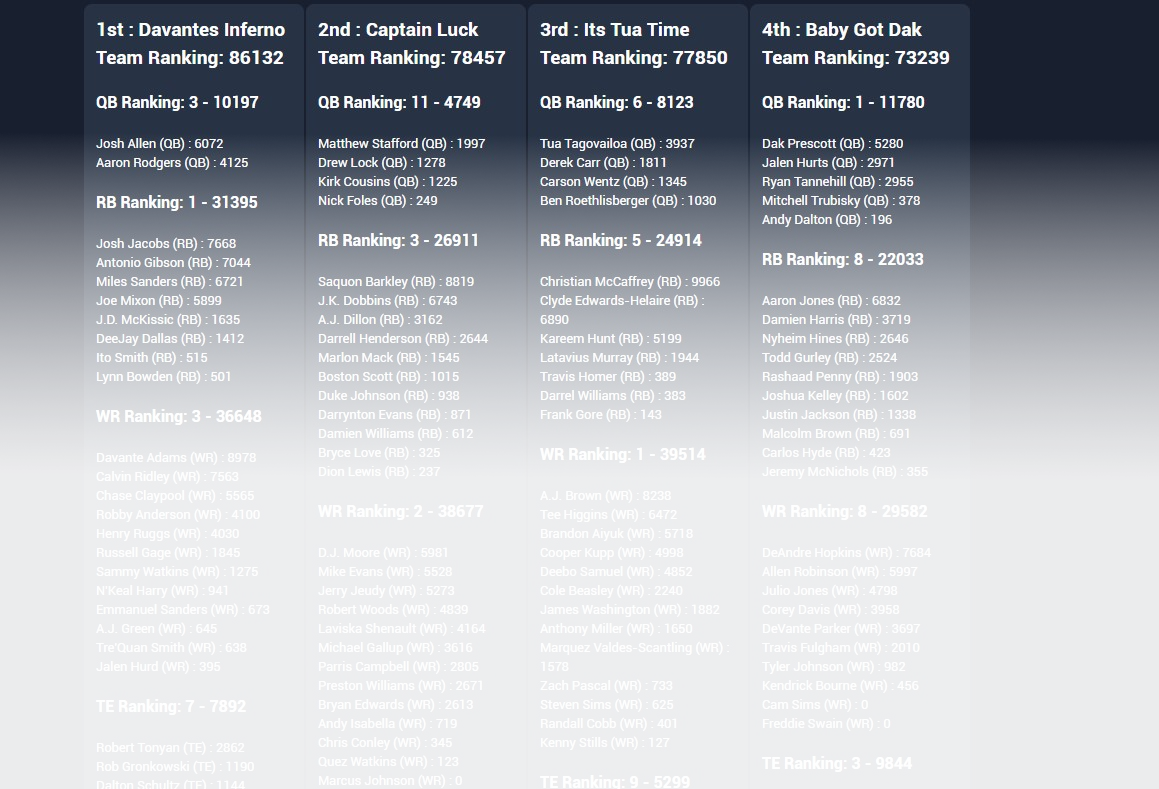 1st : Davantes Inferno
Team Ranking: 86132
QB Ranking: 3 - 10197
Josh Allen (QB) : 6072
Aaron Rodgers (QB) : 4125
RB Ranking: 1 - 31395
Josh Jacobs (RB) : 7668
Antonio Gibson (RB) : 7044
Miles Sanders (RB) : 6721
Joe Mixon (RB) : 5899
J.D. McKissic (RB) : 1635
DeeJay Dallas (RB) : 1412
Ito Smith (RB) : 515
Lynn Bowden (RB) : 501
WR Ranking: 3 - 36648
Davante Adams (WR) : 8978
Calvin Ridley (WR) : 7563
Chase Claypool (WR) : 5565
Robby Anderson (WR) : 4100
Henry Ruggs (WR) : 4030
Russell Gage (WR) : 1845
Sammy Watkins (WR) : 1275
N'Keal Harry (WR) : 941
Emmanuel Sanders (WR) : 673
A.J. Green (WR) : 645
Tre'Quan Smith (WR) : 638
Jalen Hurd (WR) : 395
TE Ranking: 7 - 7892
Robert Tonyan (TE) : 2862
Rob Gronkowski (TE) : 1190
Dalton Schultz (TE) : 1144
2nd : Captain Luck
Team Ranking: 78457
QB Ranking: 11 - 4749
Matthew Stafford (QB) : 1997
Drew Lock (QB) : 1278
Kirk Cousins (QB) : 1225
Nick Foles (QB) : 249
RB Ranking: 3 - 26911
Saquon Barkley (RB) : 8819
J.K. Dobbins (RB) : 6743
A.J. Dillon (RB) : 3162
Darrell Henderson (RB) : 2644
Marlon Mack (RB) : 1545
Boston Scott (RB) : 1015
Duke Johnson (RB) : 938
Darrynton Evans (RB) : 871
Damien Williams (RB) : 612
Bryce Love (RB) : 325
Dion Lewis (RB) : 237
WR Ranking: 2 - 38677
D.J. Moore (WR) : 5981
Mike Evans (WR) : 5528
Jerry Jeudy (WR) : 5273
Robert Woods (WR) : 4839
Laviska Shenault (WR) : 4164
Michael Gallup (WR) : 3616
Parris Campbell (WR) : 2805
Preston Williams (WR) : 2671
Bryan Edwards (WR) : 2613
Andy Isabella (WR) : 719
Chris Conley (WR) : 345
Quez Watkins (WR) : 123
Marcus Johnson (WR) : 0
3rd : Its Tua Time
Team Ranking: 77850
QB Ranking: 6 - 8123
Tua Tagovailoa (QB) : 3937
Derek Carr (QB) : 1811
Carson Wentz (QB) : 1345
Ben Roethlisberger (QB) : 1030
RB Ranking: 5 - 24914
Christian McCaffrey (RB) : 9966
Clyde Edwards-Helaire (RB) :
6890
Kareem Hunt (RB) : 5199
Latavius Murray (RB) : 1944
Travis Homer (RB) : 389
Darrel Williams (RB) : 383
Frank Gore (RB) : 143
WR Ranking: 1 - 39514
A.J. Brown (WR) : 8238
Tee Higgins (WR) : 6472
Brandon Aiyuk (WR) : 5718
Cooper Kupp (WR) : 4998
Deebo Samuel (WR) : 4852
Cole Beasley (WR) : 2240
James Washington (WR) : 1882
Anthony Miller (WR) : 1650
Marquez Valdes-Scantling (WR) :
1578
Zach Pascal (WR) : 733
Steven Sims (WR) : 625
Randall Cobb (WR) : 401
Kenny Stills (WR) : 127
TE Ranking: 9 - 5299
4th : Baby Got Dak
Team Ranking: 73239
QB Ranking: 1 - 11780
Dak Prescott (QB) : 5280
Jalen Hurts (QB) : 2971
Ryan Tannehill (QB) : 2955
Mitchell Trubisky (QB) : 378
Andy Dalton (QB) : 196
RB Ranking: 8 - 22033
Aaron Jones (RB) : 6832
Damien Harris (RB) : 3719
Nyheim Hines (RB) : 2646
Todd Gurley (RB) : 2524
Rashaad Penny (RB) : 1903
Joshua Kelley (RB) : 1602
Justin Jackson (RB) : 1338
Malcolm Brown (RB) : 691
Carlos Hyde (RB) : 423
Jeremy McNichols (RB) : 355
WR Ranking: 8 - 29582
DeAndre Hopkins (WR) : 7684
Allen Robinson (WR) : 5997
Julio Jones (WR) : 4798
Corey Davis (WR) : 3958
DeVante Parker (WR) : 3697
Travis Fulgham (WR) : 2010
Tyler Johnson (WR) : 982
Kendrick Bourne (WR) : 456
Cam Sims (WR) : 0
Freddie Swain (WR) : 0
TE Ranking: 3 - 9844